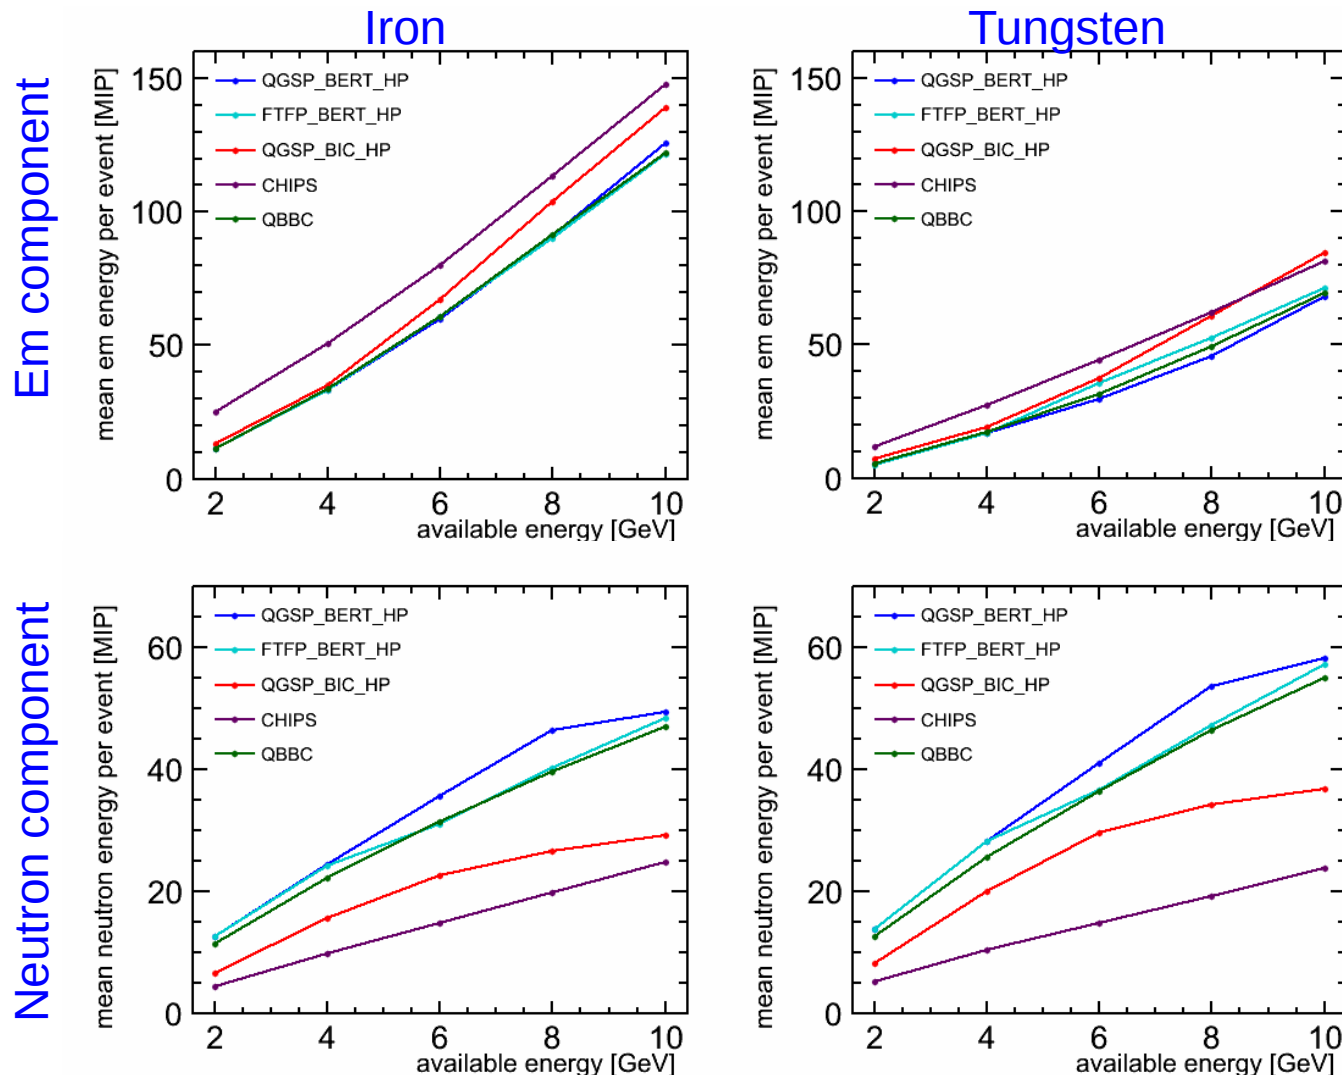 Iron
Tungsten
Em component
mean em energy per event [MIP]
150
100
50
0
QGSP_BERT_HP
FTFP_BERT_HP
QGSP_BIC_HP
CHIPS
QBBC
2 4 6 8 10
available energy [GeV]
mean em energy per event [MIP]
150
100
50
0
QGSP_BERT_HP
FTFP_BERT_HP
QGSP_BIC_HP
CHIPS
QBBC
2 4 6 8 10
available energy [GeV]
Neutron component
mean neutron energy per event [MIP]
60
40
20
0
QGSP_BERT_HP
FTFP_BERT_HP
QGSP_BIC_HP
CHIPS
QBBC
2 4 6 8 10
available energy [GeV]
mean neutron energy per event [MIP]
60
40
20
0
QGSP_BERT_HP
FTFP_BERT_HP
QGSP_BIC_HP
CHIPS
QBBC
2 4 6 8 10
available energy [GeV]